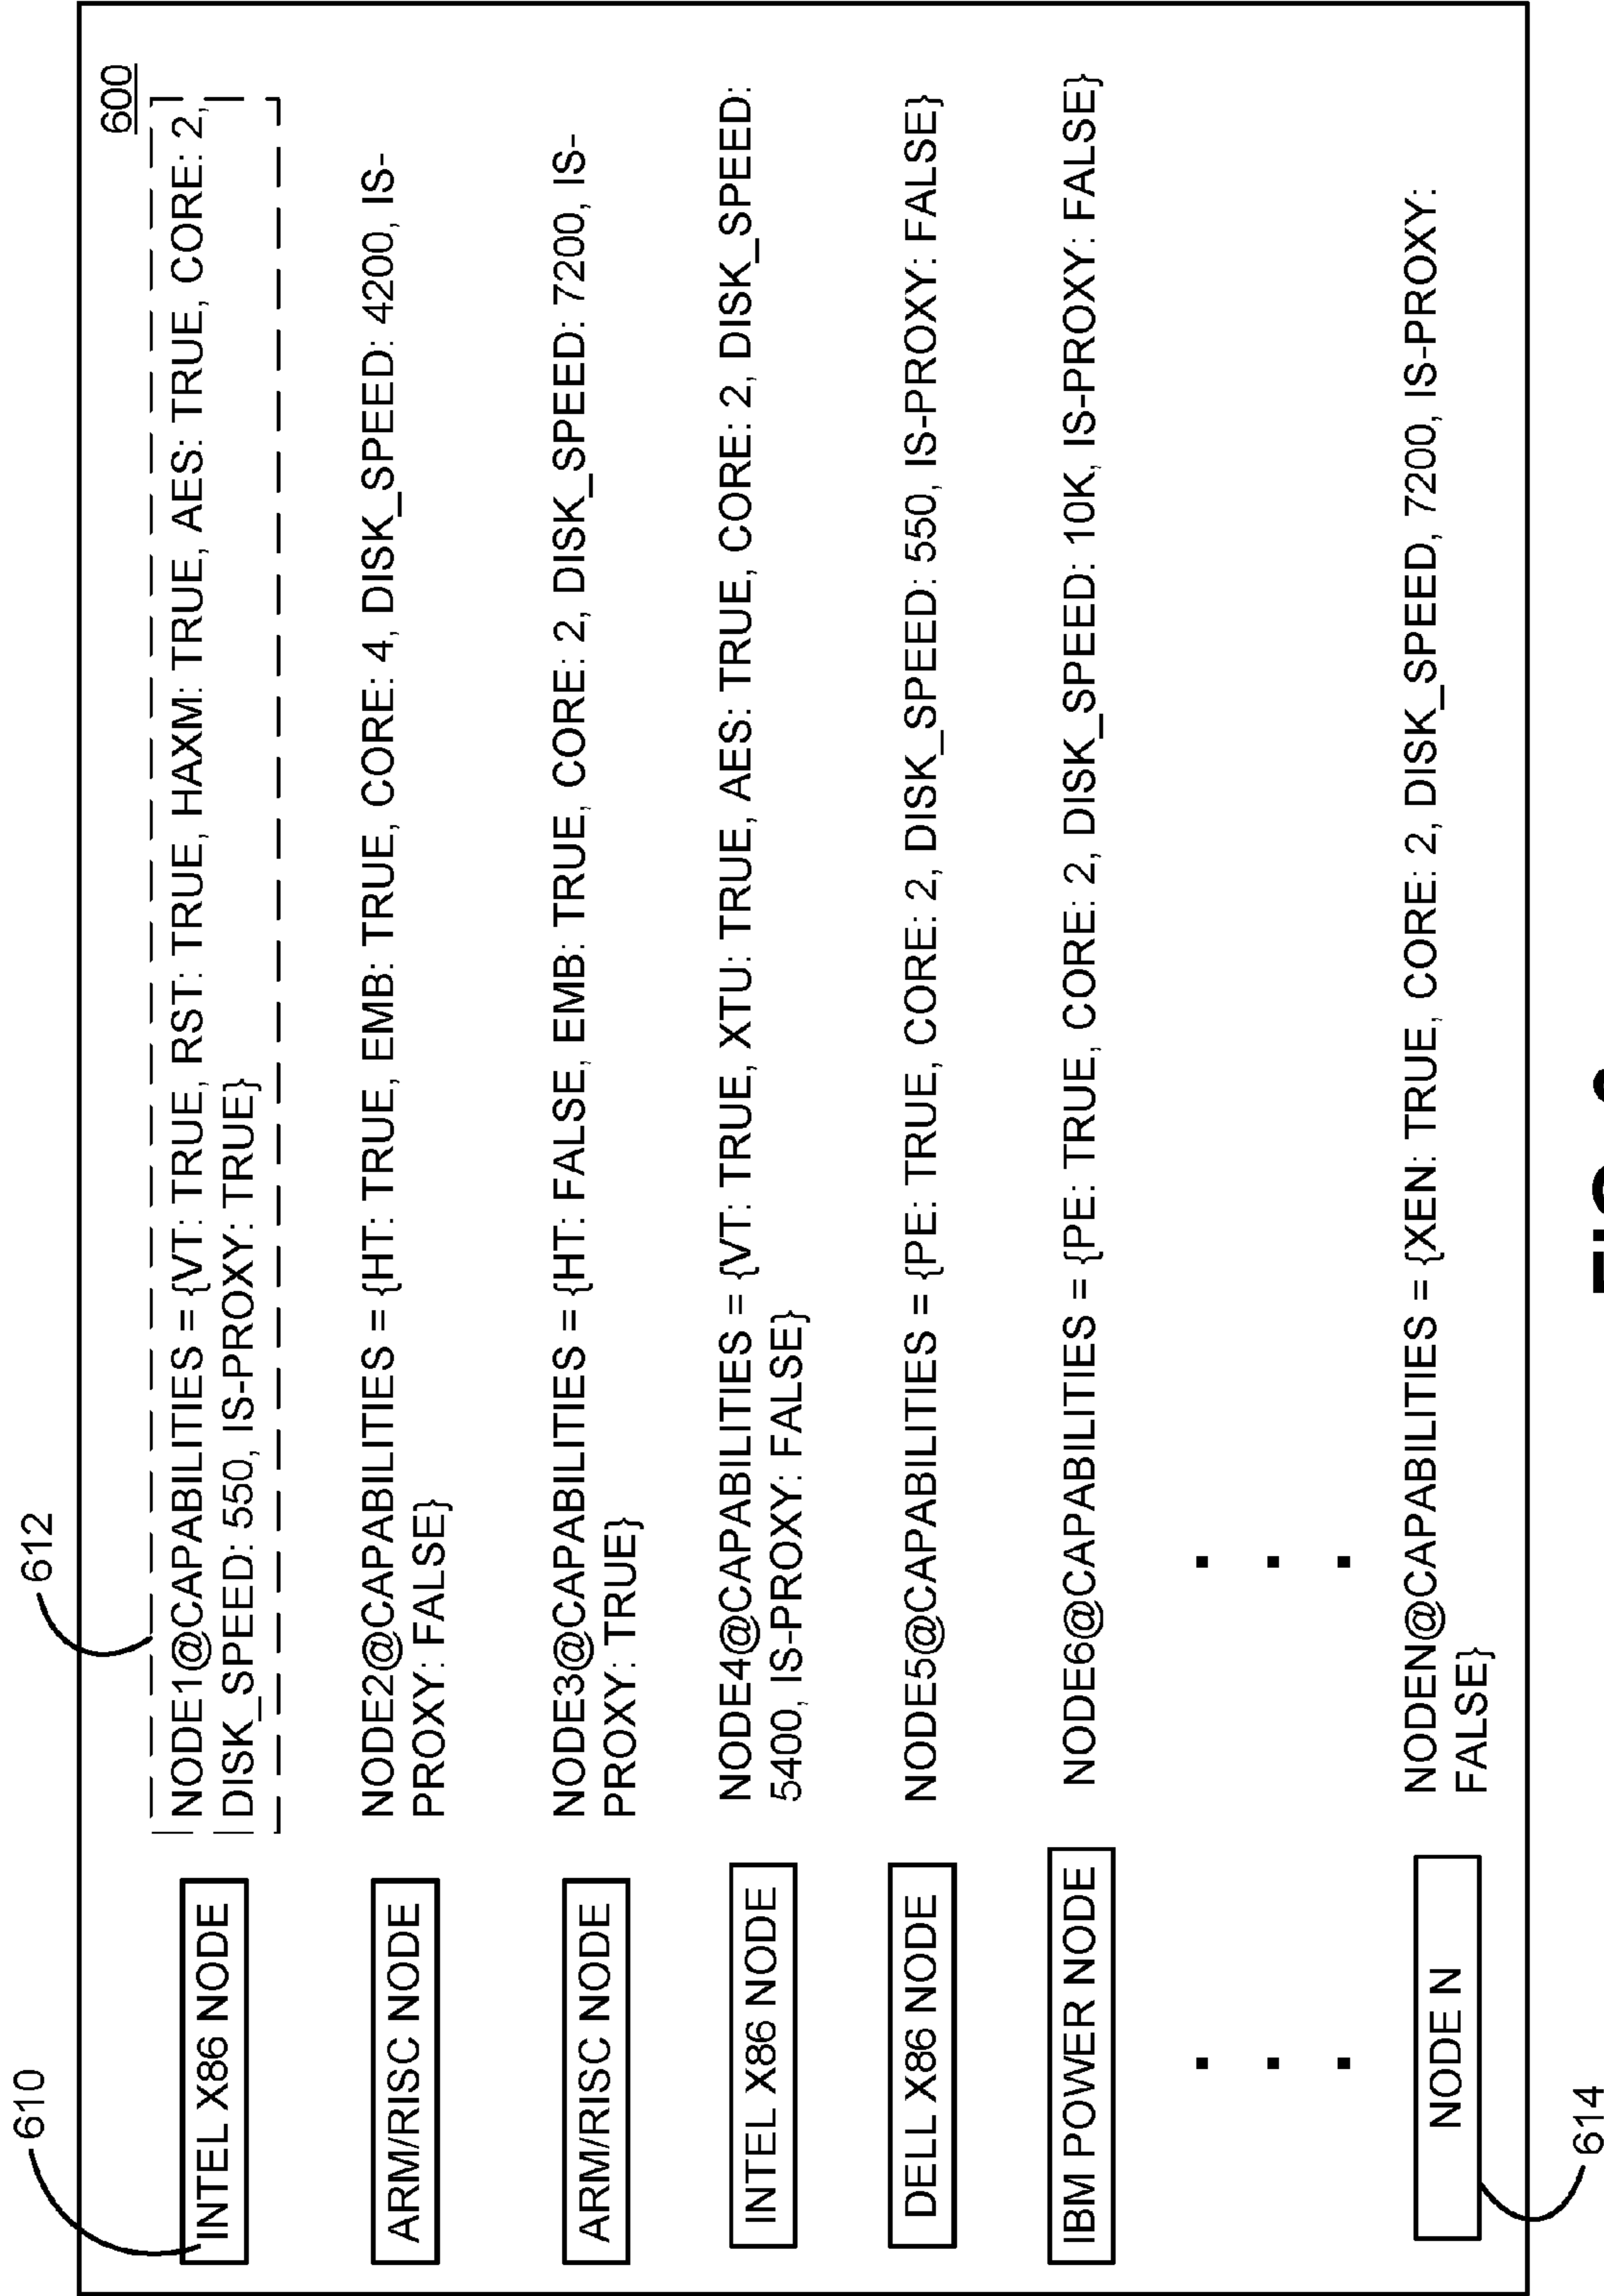 600
610
612
INTEL X86 NODE
NODE1@CAPABILITIES = {VT: TRUE, RST: TRUE, HAXM: TRUE, AES: TRUE, CORE: 2,
DISK_SPEED: 550, IS-PROXY: TRUE}
ARM/RISC NODE
NODE2@CAPABILITIES = {HT: TRUE, EMB: TRUE, CORE: 4, DISK_SPEED: 4200, IS-
PROXY: FALSE}
ARM/RISC NODE
NODE3@CAPABILITIES = {HT: FALSE, EMB: TRUE, CORE: 2, DISK_SPEED: 7200, IS-
PROXY: TRUE}
INTEL X86 NODE
NODE4@CAPABILITIES = {VT: TRUE, XTU: TRUE, AES: TRUE, CORE: 2, DISK_SPEED:
5400, IS-PROXY: FALSE}
DELL X86 NODE
NODE5@CAPABILITIES = {PE: TRUE, CORE: 2, DISK_SPEED: 550, IS-PROXY: FALSE}
IBM POWER NODE
NODE6@CAPABILITIES = {PE: TRUE, CORE: 2, DISK_SPEED: 10K, IS-PROXY: FALSE}
NODE N
NODEN@CAPABILITIES = {XEN: TRUE, CORE: 2, DISK_SPEED, 7200, IS-PROXY:
FALSE}
614